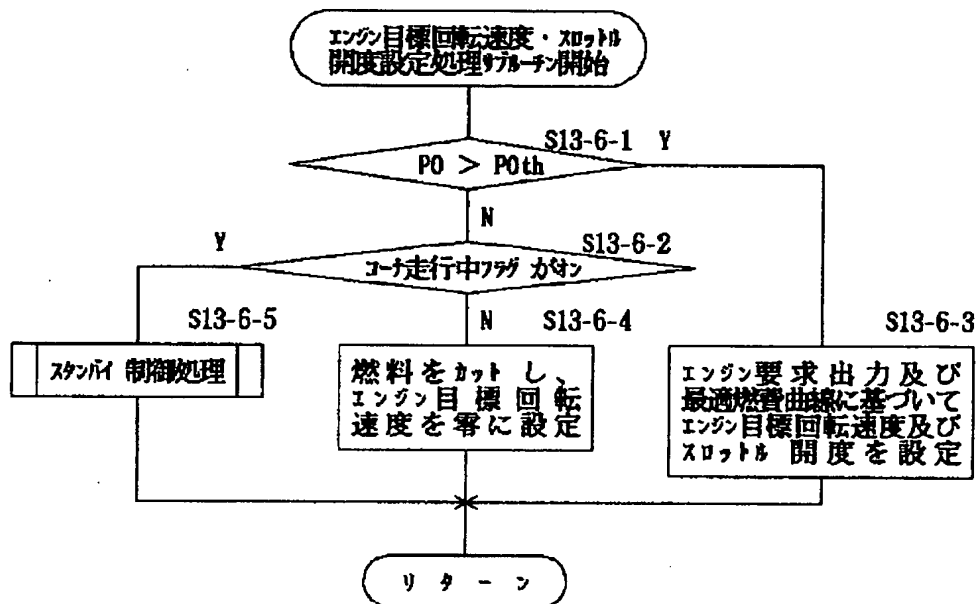 エンジン目標回転速度・スロットル
開度設定処理サブルーチン開始
S13-6-1 Y
P0 > P0th
N
Y S13-6-2
コーナ走行中フラグ がオン
S13-6-5 N S13-6-4 S13-6-3
スタンバイ 制御処理
燃料をカットし、
エンジン目標回転
速度を零に設定
エンジン要求出力及び
最適燃費曲線に基づいて
エンジン目標回転速度及び
スロットル 開度を設定
リターン